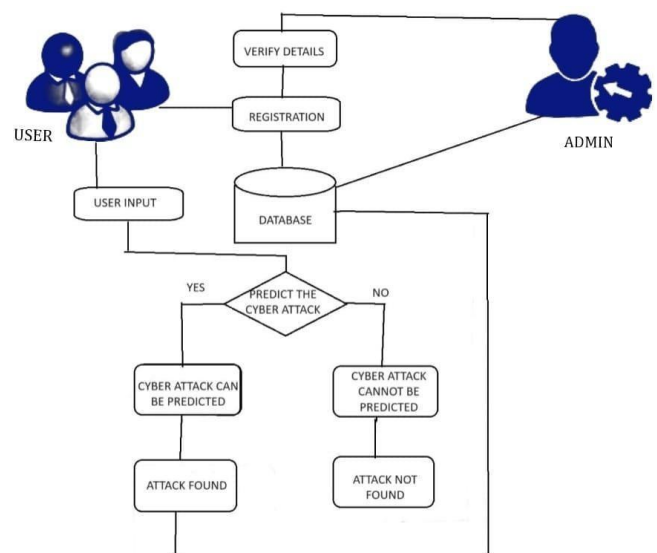 VERIFY DETAILS
REGISTRATION
USER
ADMIN
USER INPUT
DATABASE
YES
PREDICT THE
CYBER ATTACK
NO
CYBER ATTACK CAN
BE PREDICTED
CYBER ATTACK
CANNOT BE
PREDICTED
ATTACK FOUND
ATTACK NOT
FOUND